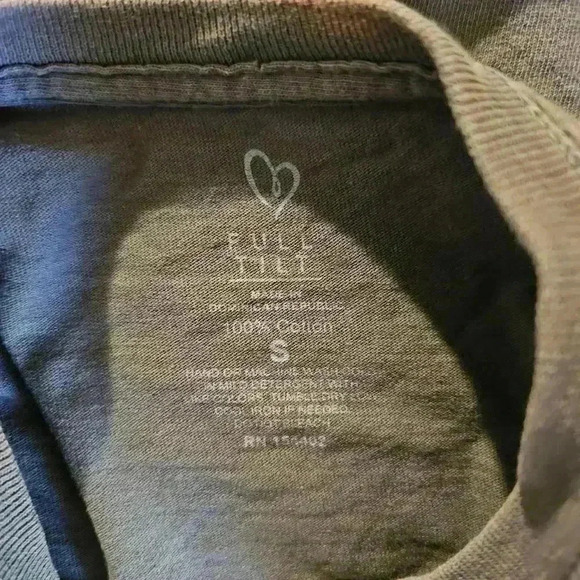 FULL
TILT
MADE IN
DOMINICAN REPUBLIC
100% Cotton
S
HAND OR MACHINE WASH COLD
IN MILD DETERGENT WITH
LIKE COLORS. TUMBLE DRY LOW.
COOL IRON IF NEEDED.
DO NOT BLEACH.
RN